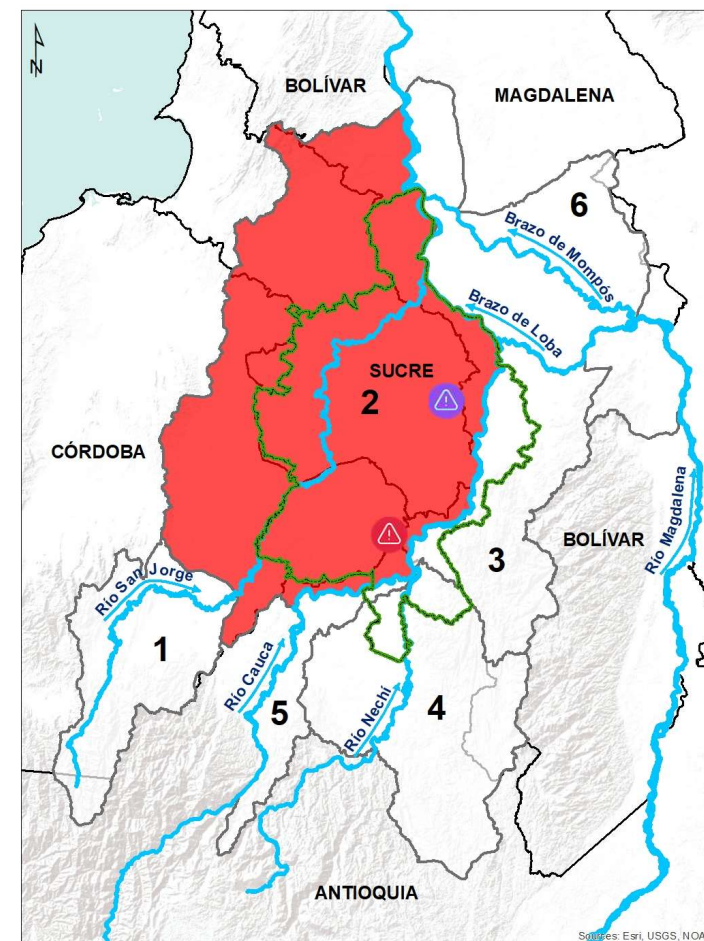 N
BOLÍVAR
MAGDALENA
6
Brazo de Mompós
Brazo de Loba
SUCRE
2
CÓRDOBA
BOLÍVAR
Río Magdalena
3
Río San Jorge
1
Río Cauca
5
Río Nechí
4
ANTIOQUIA
Sources: Esri, USGS, NOA